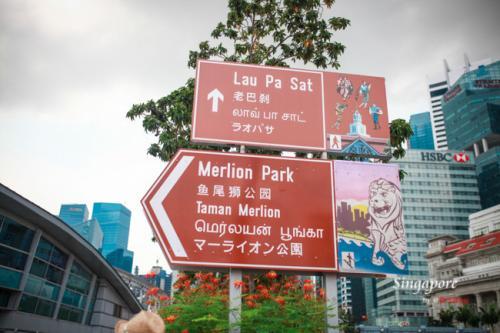 Lau Pa Sat
老巴刹
லாவ் பா சாட்
ラオパサ
Merlion Park
鱼尾狮公园
Taman Merlion
மெர்லயன் பூங்கா
マーライオン公園
HSBC
Singapore